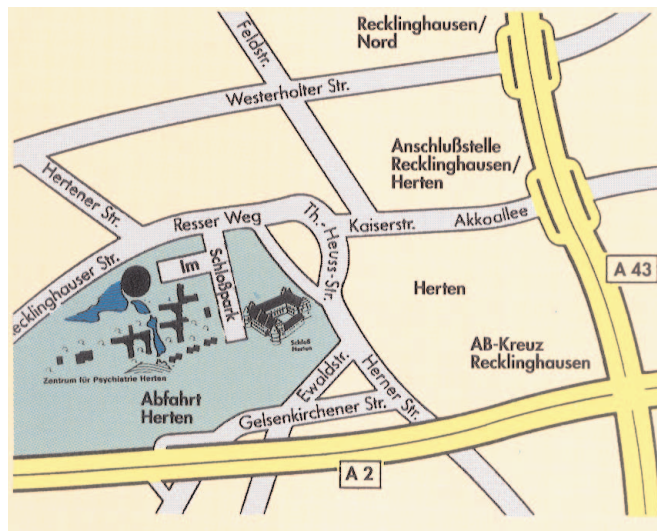 Recklinghausen/
Nord
Feldstr.
Westerholter Str.
Anschlußstelle
Recklinghausen/
Herten
Hertener Str.
Resser Weg
Th.-Heuss-Str.
Kaiserstr.
Akkoallee
Recklinghauser Str.
Im
Schloßpark
A 43
Herten
Schloß
Herten
AB-Kreuz
Recklinghausen
Zentrum für Psychiatrie Herten
Ewaldstr.
Herner Str.
Abfahrt
Herten
Gelsenkirchener Str.
A 2